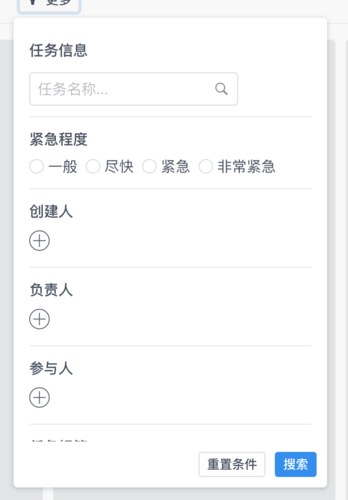 更多
任务信息
任务名称...
紧急程度
一般 尽快 紧急 非常紧急
创建人
负责人
参与人
重置条件 搜索